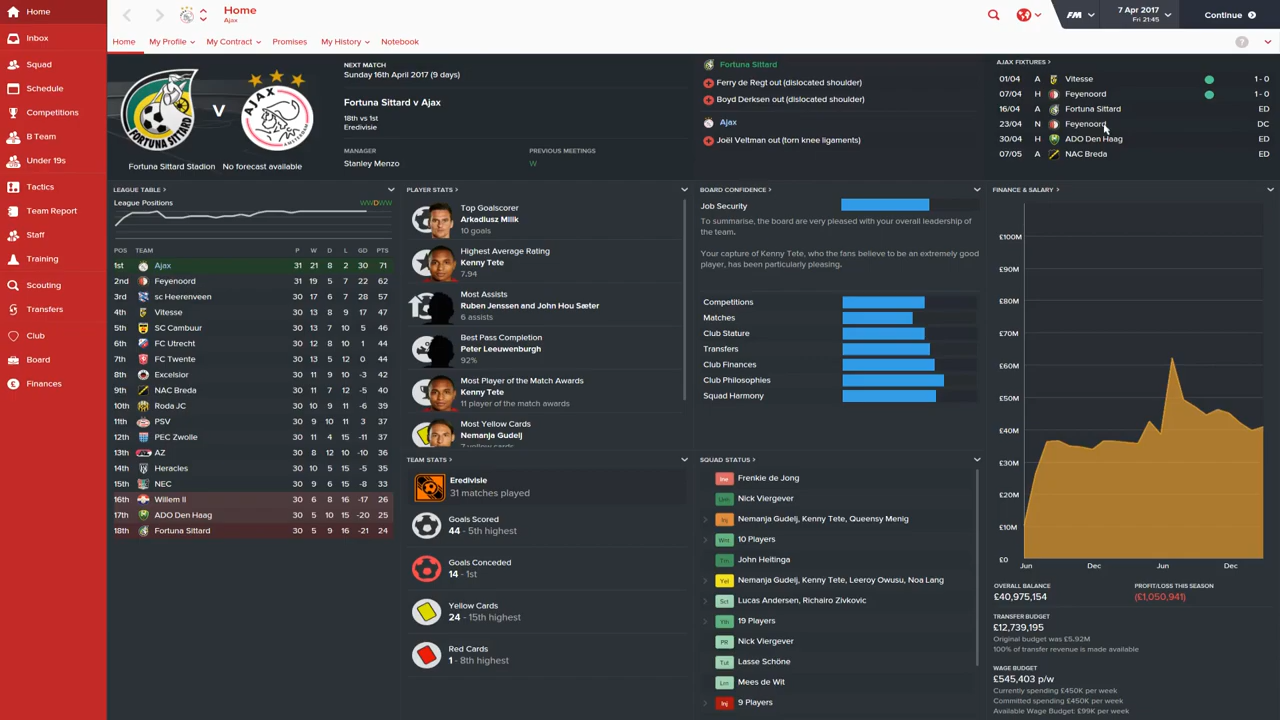 Home
Inbox
Squad
Schedule
Competitions
B Team
Under 19s
Tactics
Team Report
Staff
Training
Scouting
Transfers
Club
Board
Finances
Home
Ajax
FM
7 Apr 2017
Fri 21:45
Continue
Home
My Profile
My Contract
Promises
My History
Notebook
V
AJAX
Fortuna Sittard Stadion
No forecast available
NEXT MATCH
Sunday 16th April 2017 (9 days)
Fortuna Sittard v Ajax
18th vs 1st
Eredivisie
MANAGER
Stanley Menzo
PREVIOUS MEETINGS
W
Fortuna Sittard
Ferry de Regt out (dislocated shoulder)
Boyd Derksen out (dislocated shoulder)
Ajax
Joël Veltman out (torn knee ligaments)
AJAX FIXTURES
01/04 A Vitesse 1 - 0
07/04 H Feyenoord 1 - 0
16/04 A Fortuna Sittard ED
23/04 N Feyenoord DC
30/04 H ADO Den Haag ED
07/05 A NAC Breda ED
LEAGUE TABLE
League Positions
WWDWW
POS TEAM P W D L GD PTS
1st Ajax 31 21 8 2 30 71
2nd Feyenoord 31 19 5 7 22 62
3rd sc Heerenveen 30 17 6 7 28 57
4th Vitesse 30 13 8 9 17 47
5th SC Cambuur 30 13 7 10 5 46
6th FC Utrecht 30 12 8 10 1 44
7th FC Twente 30 13 5 12 0 44
8th Excelsior 30 11 9 10 -3 42
9th NAC Breda 30 11 7 12 -5 40
10th Roda JC 30 10 9 11 -6 39
11th PSV 30 9 10 11 3 37
12th PEC Zwolle 30 11 4 15 -11 37
13th AZ 30 8 12 10 -10 36
14th Heracles 30 10 5 15 -5 35
15th NEC 30 9 6 15 -8 33
16th Willem II 30 6 8 16 -17 26
17th ADO Den Haag 30 5 10 15 -20 25
18th Fortuna Sittard 30 5 9 16 -21 24
PLAYER STATS
Top Goalscorer
Arkadiusz Milik
10 goals
Highest Average Rating
Kenny Tete
7.94
Most Assists
Ruben Jenssen and John Hou Sæter
6 assists
Best Pass Completion
Peter Leeuwenburgh
92%
Most Player of the Match Awards
Kenny Tete
11 player of the match awards
Most Yellow Cards
Nemanja Gudelj
7 yellow cards
TEAM STATS
Eredivisie
31 matches played
Goals Scored
44 - 5th highest
Goals Conceded
14 - 1st
Yellow Cards
24 - 15th highest
Red Cards
1 - 8th highest
BOARD CONFIDENCE
Job Security
To summarise, the board are very pleased with your overall leadership of
the team.
Your capture of Kenny Tete, who the fans believe to be an extremely good
player, has been particularly pleasing.
Competitions
Matches
Club Stature
Transfers
Club Finances
Club Philosophies
Squad Harmony
SQUAD STATUS
Ine Frenkie de Jong
Unh Nick Viergever
Inj Nemanja Gudelj, Kenny Tete, Queensy Menig
Wnt 10 Players
Trn John Heitinga
Yel Nemanja Gudelj, Kenny Tete, Leeroy Owusu, Noa Lang
Sct Lucas Andersen, Richairo Zivkovic
Yth 19 Players
PR Nick Viergever
Tut Lasse Schöne
Lrn Mees de Wit
Inj 9 Players
FINANCE & SALARY
£100M
£90M
£80M
£70M
£60M
£50M
£40M
£30M
£20M
£10M
£0
Jun Dec Jun Dec
OVERALL BALANCE
£40,975,154
PROFIT/LOSS THIS SEASON
(£1,050,941)
TRANSFER BUDGET
£12,739,195
Original budget was £5.92M
100% of transfer revenue is made available
WAGE BUDGET
£545,403 p/w
Currently spending £450K per week
Committed spending £450K per week
Available Wage Budget: £99K per week